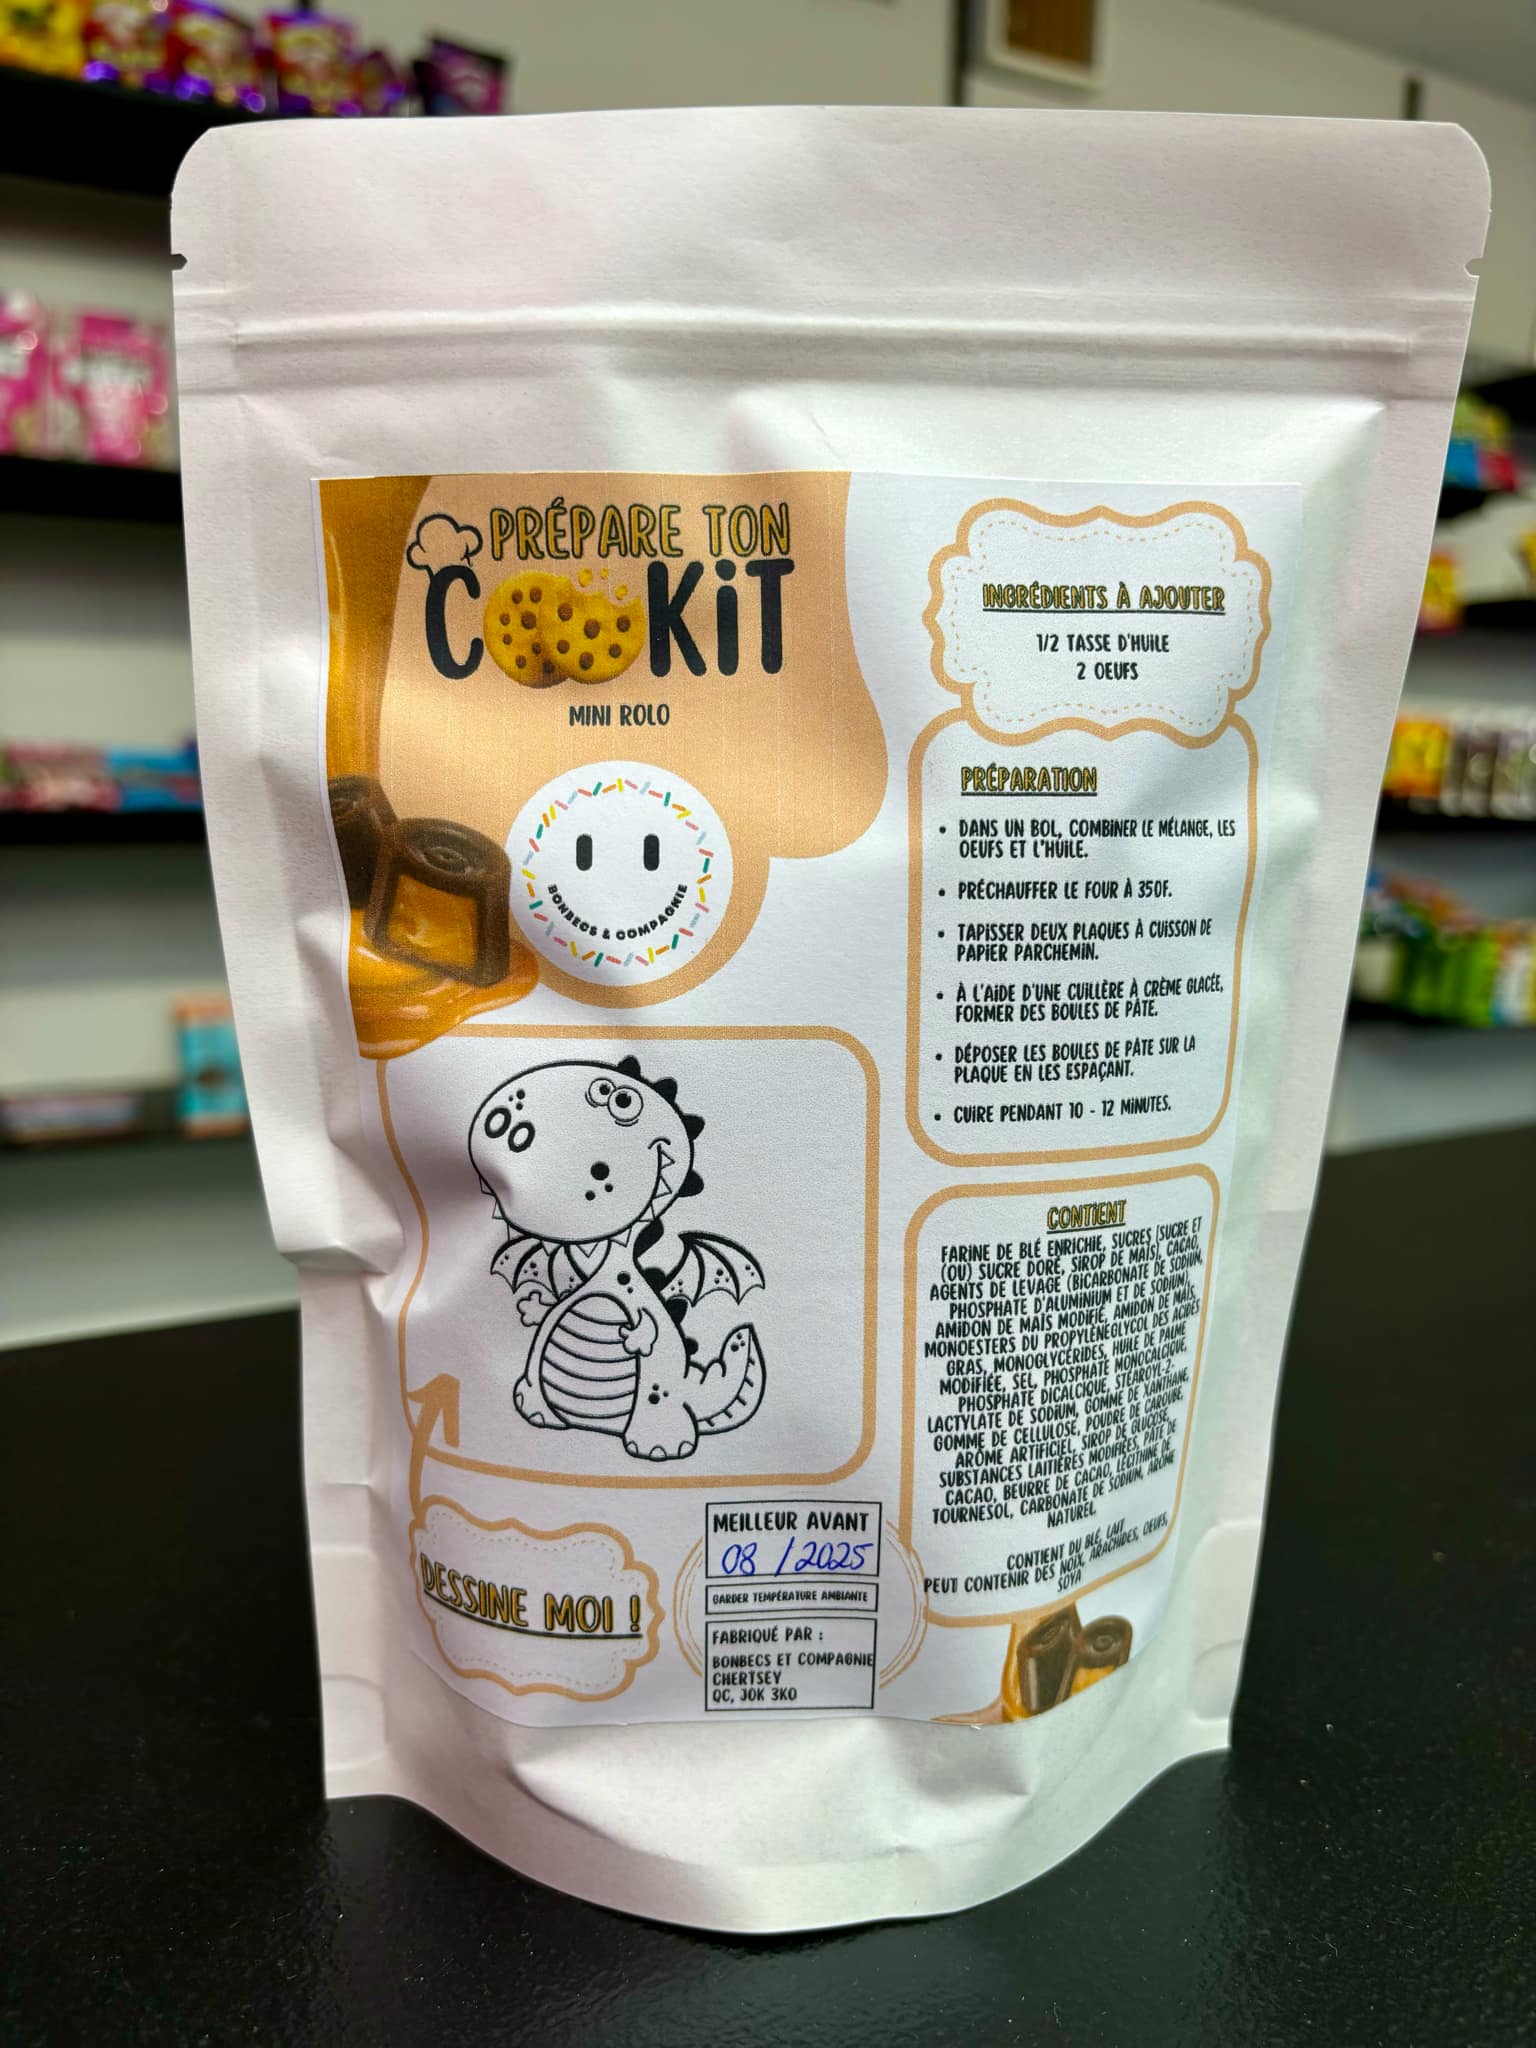 PRÉPARE TON
COOKIT
MINI ROLO
BONBECS & COMPAGNIE
DESSINE MOI !
MEILLEUR AVANT
08 / 2025
GARDER TEMPÉRATURE AMBIANTE
FABRIQUÉ PAR :
BONBECS ET COMPAGNIE
CHERTSEY
QC, J0K 3K0
INGRÉDIENTS À AJOUTER
1/2 TASSE D'HUILE
2 OEUFS
PRÉPARATION
• DANS UN BOL, COMBINER LE MÉLANGE, LES
OEUFS ET L'HUILE.
• PRÉCHAUFFER LE FOUR À 350F.
• TAPISSER DEUX PLAQUES À CUISSON DE
PAPIER PARCHEMIN.
• À L'AIDE D'UNE CUILLÈRE À CRÈME GLACÉE,
FORMER DES BOULES DE PÂTE.
• DÉPOSER LES BOULES DE PÂTE SUR LA
PLAQUE EN LES ESPAÇANT.
• CUIRE PENDANT 10 - 12 MINUTES.
CONTIENT
FARINE DE BLÉ ENRICHIE, SUCRES (SUCRE ET
(OU) SUCRE DORÉ, SIROP DE MAÏS), CACAO,
AGENTS DE LEVAGE (BICARBONATE DE SODIUM,
PHOSPHATE D'ALUMINIUM ET DE SODIUM),
AMIDON DE MAÏS MODIFIÉ, AMIDON DE MAÏS,
MONOESTERS DU PROPYLÈNEGLYCOL DES ACIDES
GRAS, MONOGLYCÉRIDES, HUILE DE PALME
MODIFIÉE, SEL, PHOSPHATE MONOCALCIQUE,
PHOSPHATE DICALCIQUE, STÉAROYL-2-
LACTYLATE DE SODIUM, GOMME DE XANTHANE,
GOMME DE CELLULOSE, POUDRE DE CAROUBE,
ARÔME ARTIFICIEL, SIROP DE GLUCOSE,
SUBSTANCES LAITIÈRES MODIFIÉES, PÂTE DE
CACAO, BEURRE DE CACAO, LÉCITHINE DE
TOURNESOL, CARBONATE DE SODIUM, ARÔME
NATUREL.
CONTIENT DU BLÉ, LAIT
PEUT CONTENIR DES NOIX, ARACHIDES, OEUFS,
SOYA